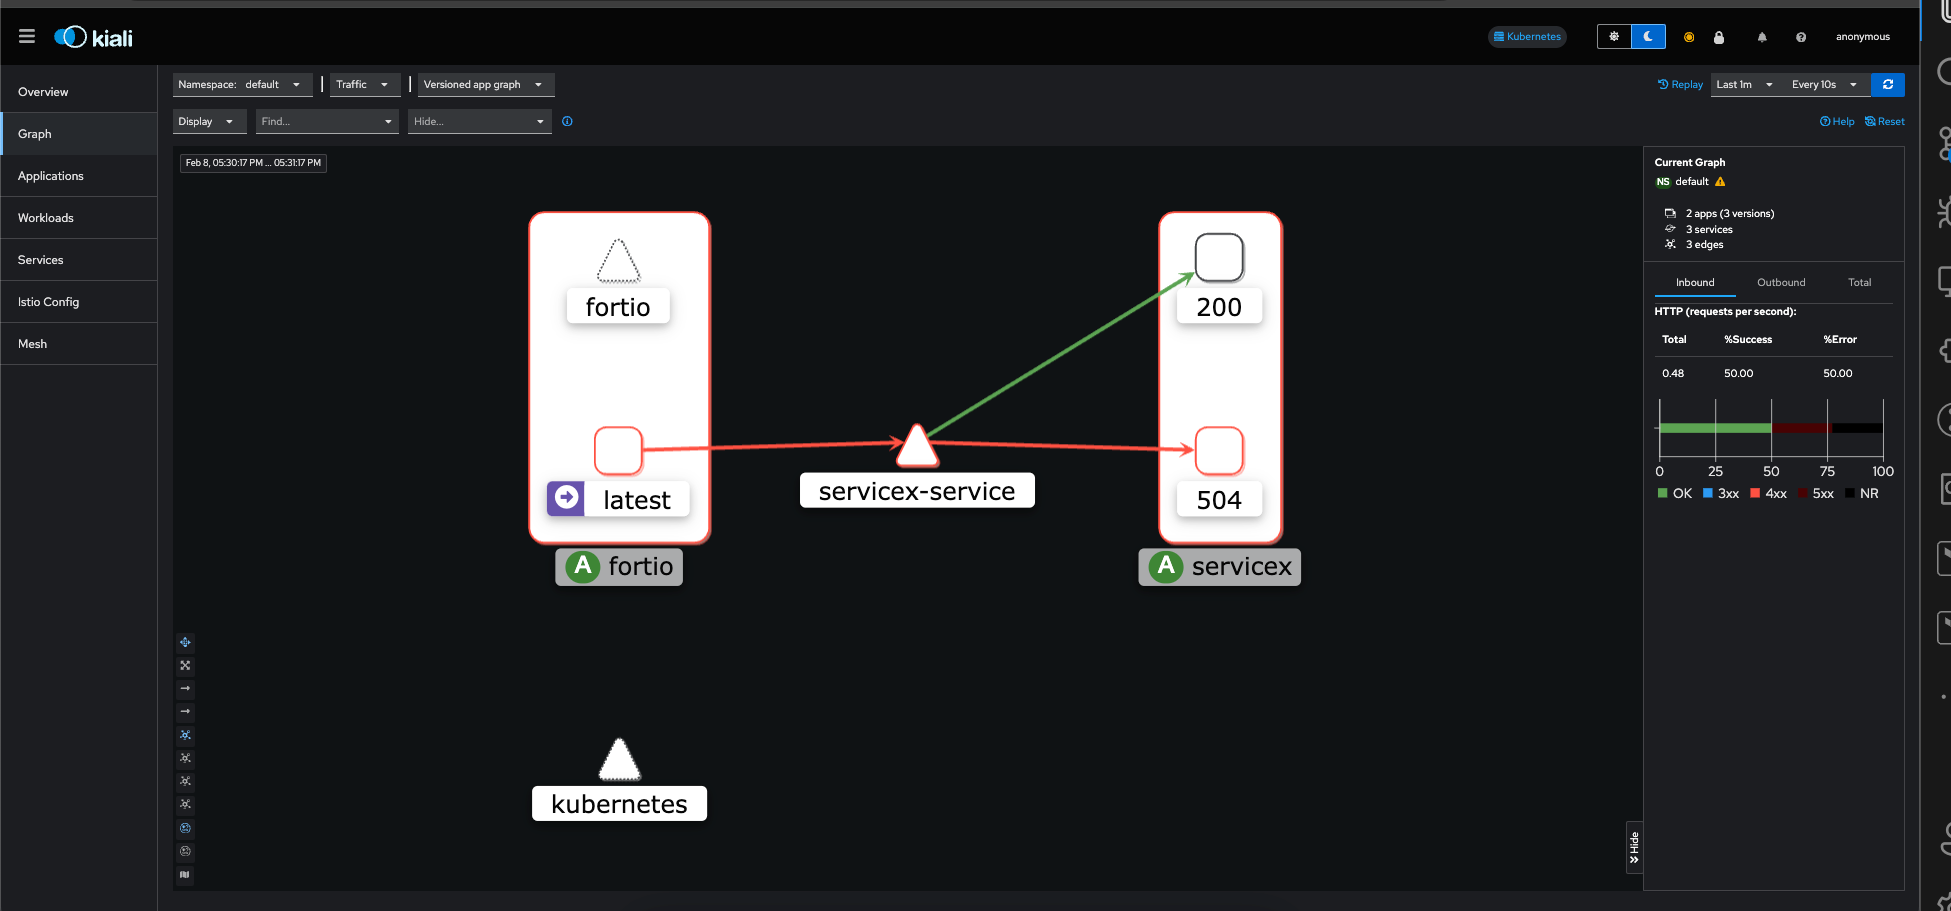 kiali
Kubernetes
anonymous
Overview
Graph
Applications
Workloads
Services
Istio Config
Mesh
Namespace: default
Traffic
Versioned app graph
Replay
Last 1m
Every 10s
Display
Find...
Hide...
Help
Reset
Feb 8, 05:30:17 PM ... 05:31:17 PM
fortio
latest
A fortio
servicex-service
200
504
A servicex
kubernetes
Hide
Current Graph
NS default
2 apps (3 versions)
3 services
3 edges
Inbound Outbound Total
HTTP (requests per second):
Total %Success %Error
0.48 50.00 50.00
0 25 50 75 100
OK 3xx 4xx 5xx NR